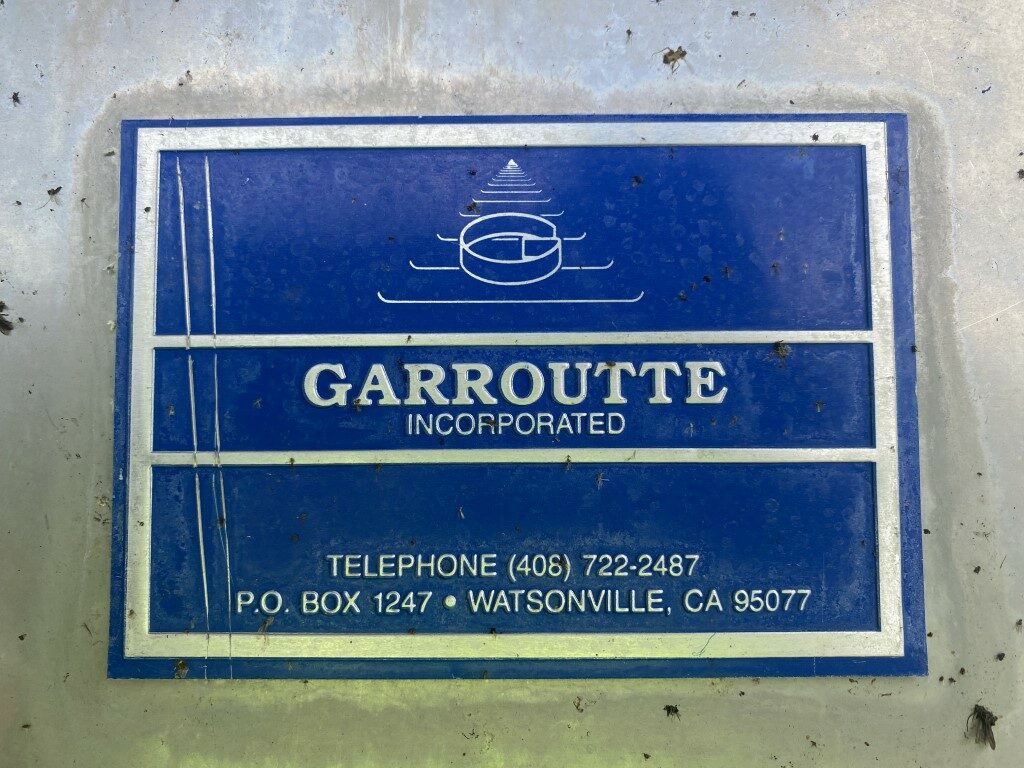 GARROUTTE
INCORPORATED
TELEPHONE (408) 722-2487
P.O. BOX 1247 • WATSONVILLE, CA 95077